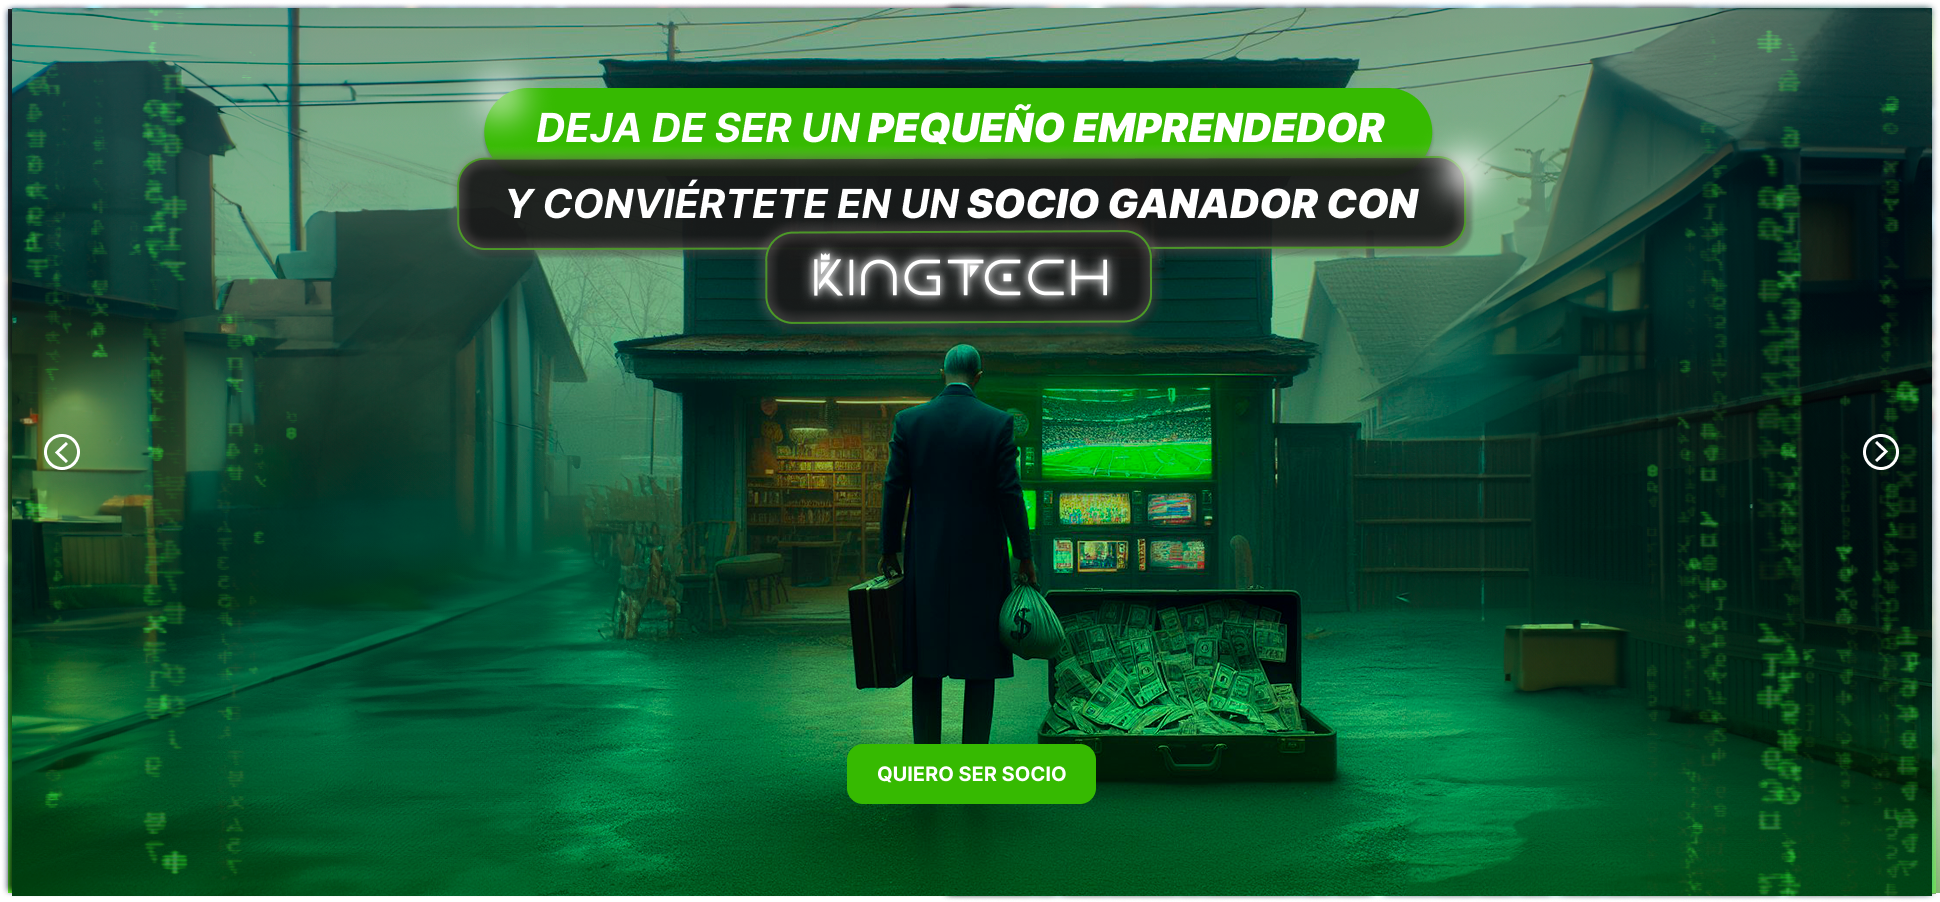 DEJA DE SER UN PEQUEÑO EMPRENDEDOR
Y CONVIÉRTETE EN UN SOCIO GANADOR CON
KINGTECH
$
QUIERO SER SOCIO